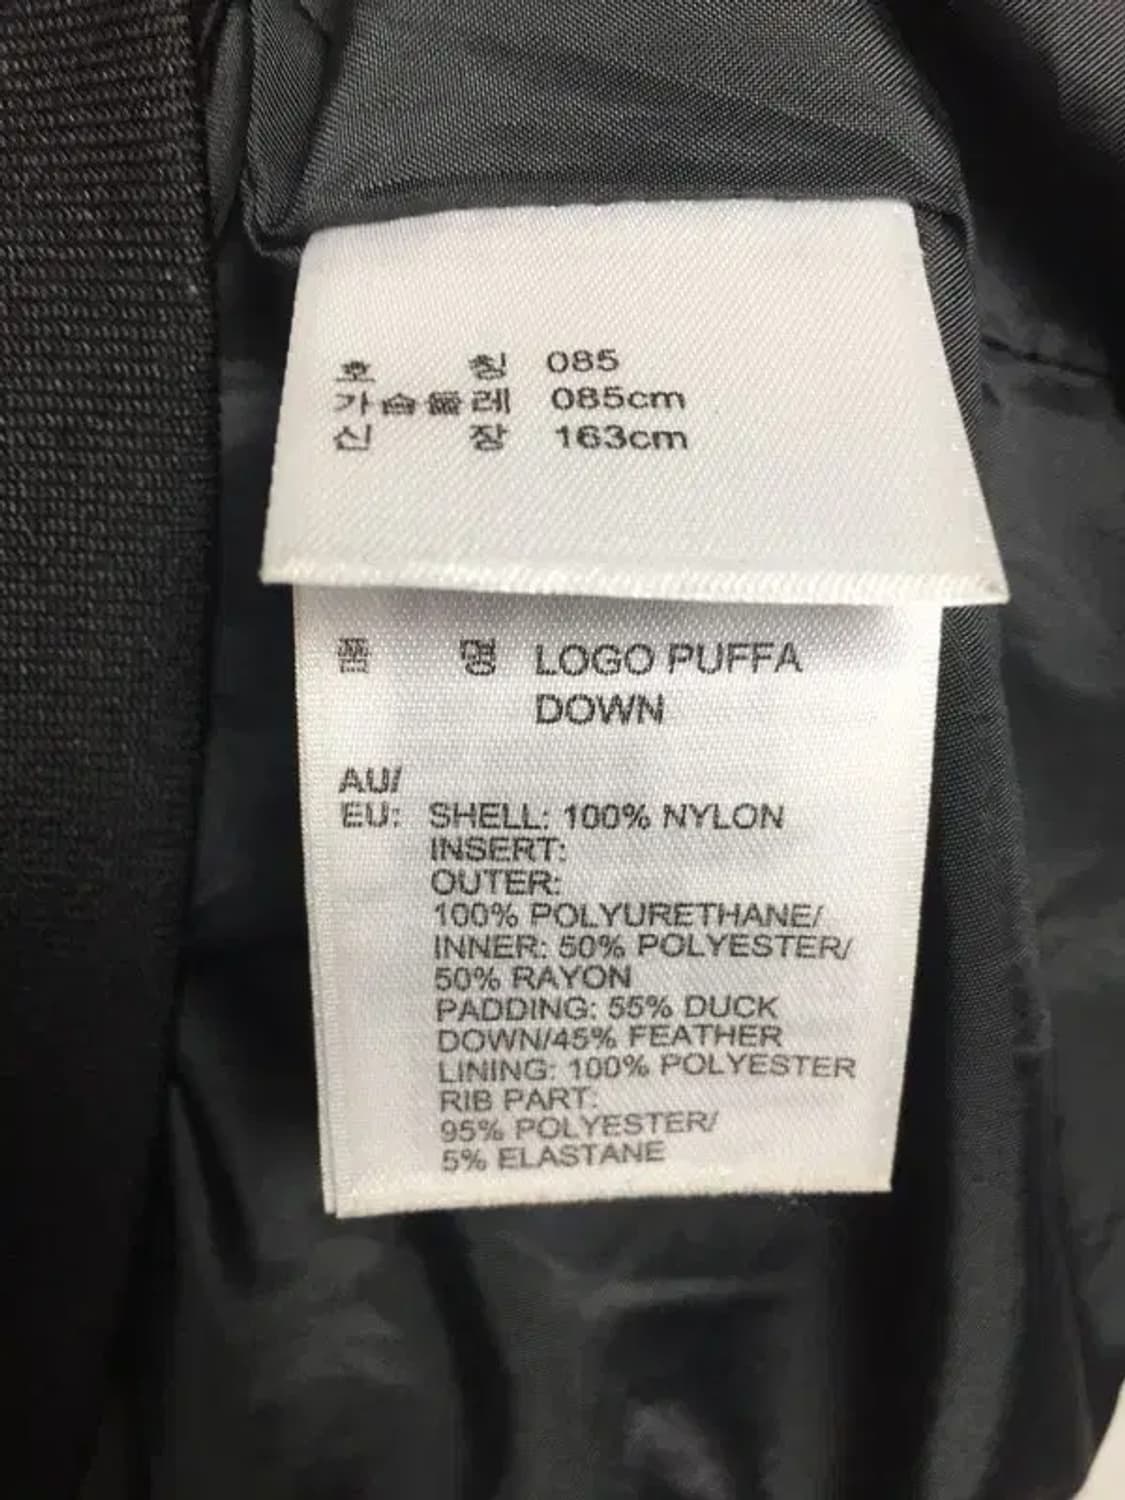 호 칭 085
가슴둘레 085cm
신 장 163cm
품 명 LOGO PUFFA
DOWN
AU/
EU: SHELL: 100% NYLON
INSERT:
OUTER:
100% POLYURETHANE/
INNER: 50% POLYESTER/
50% RAYON
PADDING: 55% DUCK
DOWN/45% FEATHER
LINING: 100% POLYESTER
RIB PART:
95% POLYESTER/
5% ELASTANE